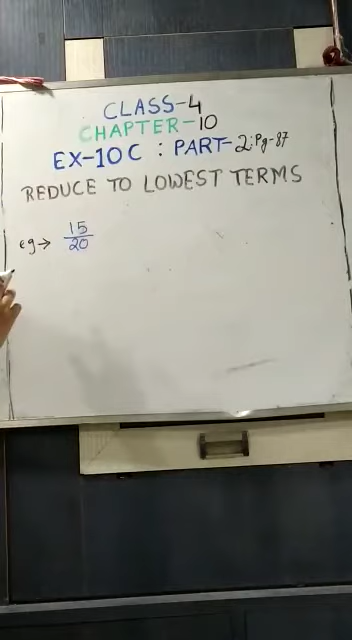 CLASS-4
CHAPTER-10
EX-10C : PART-2; Pg-87
REDUCE TO LOWEST TERMS
eg→ 15/20